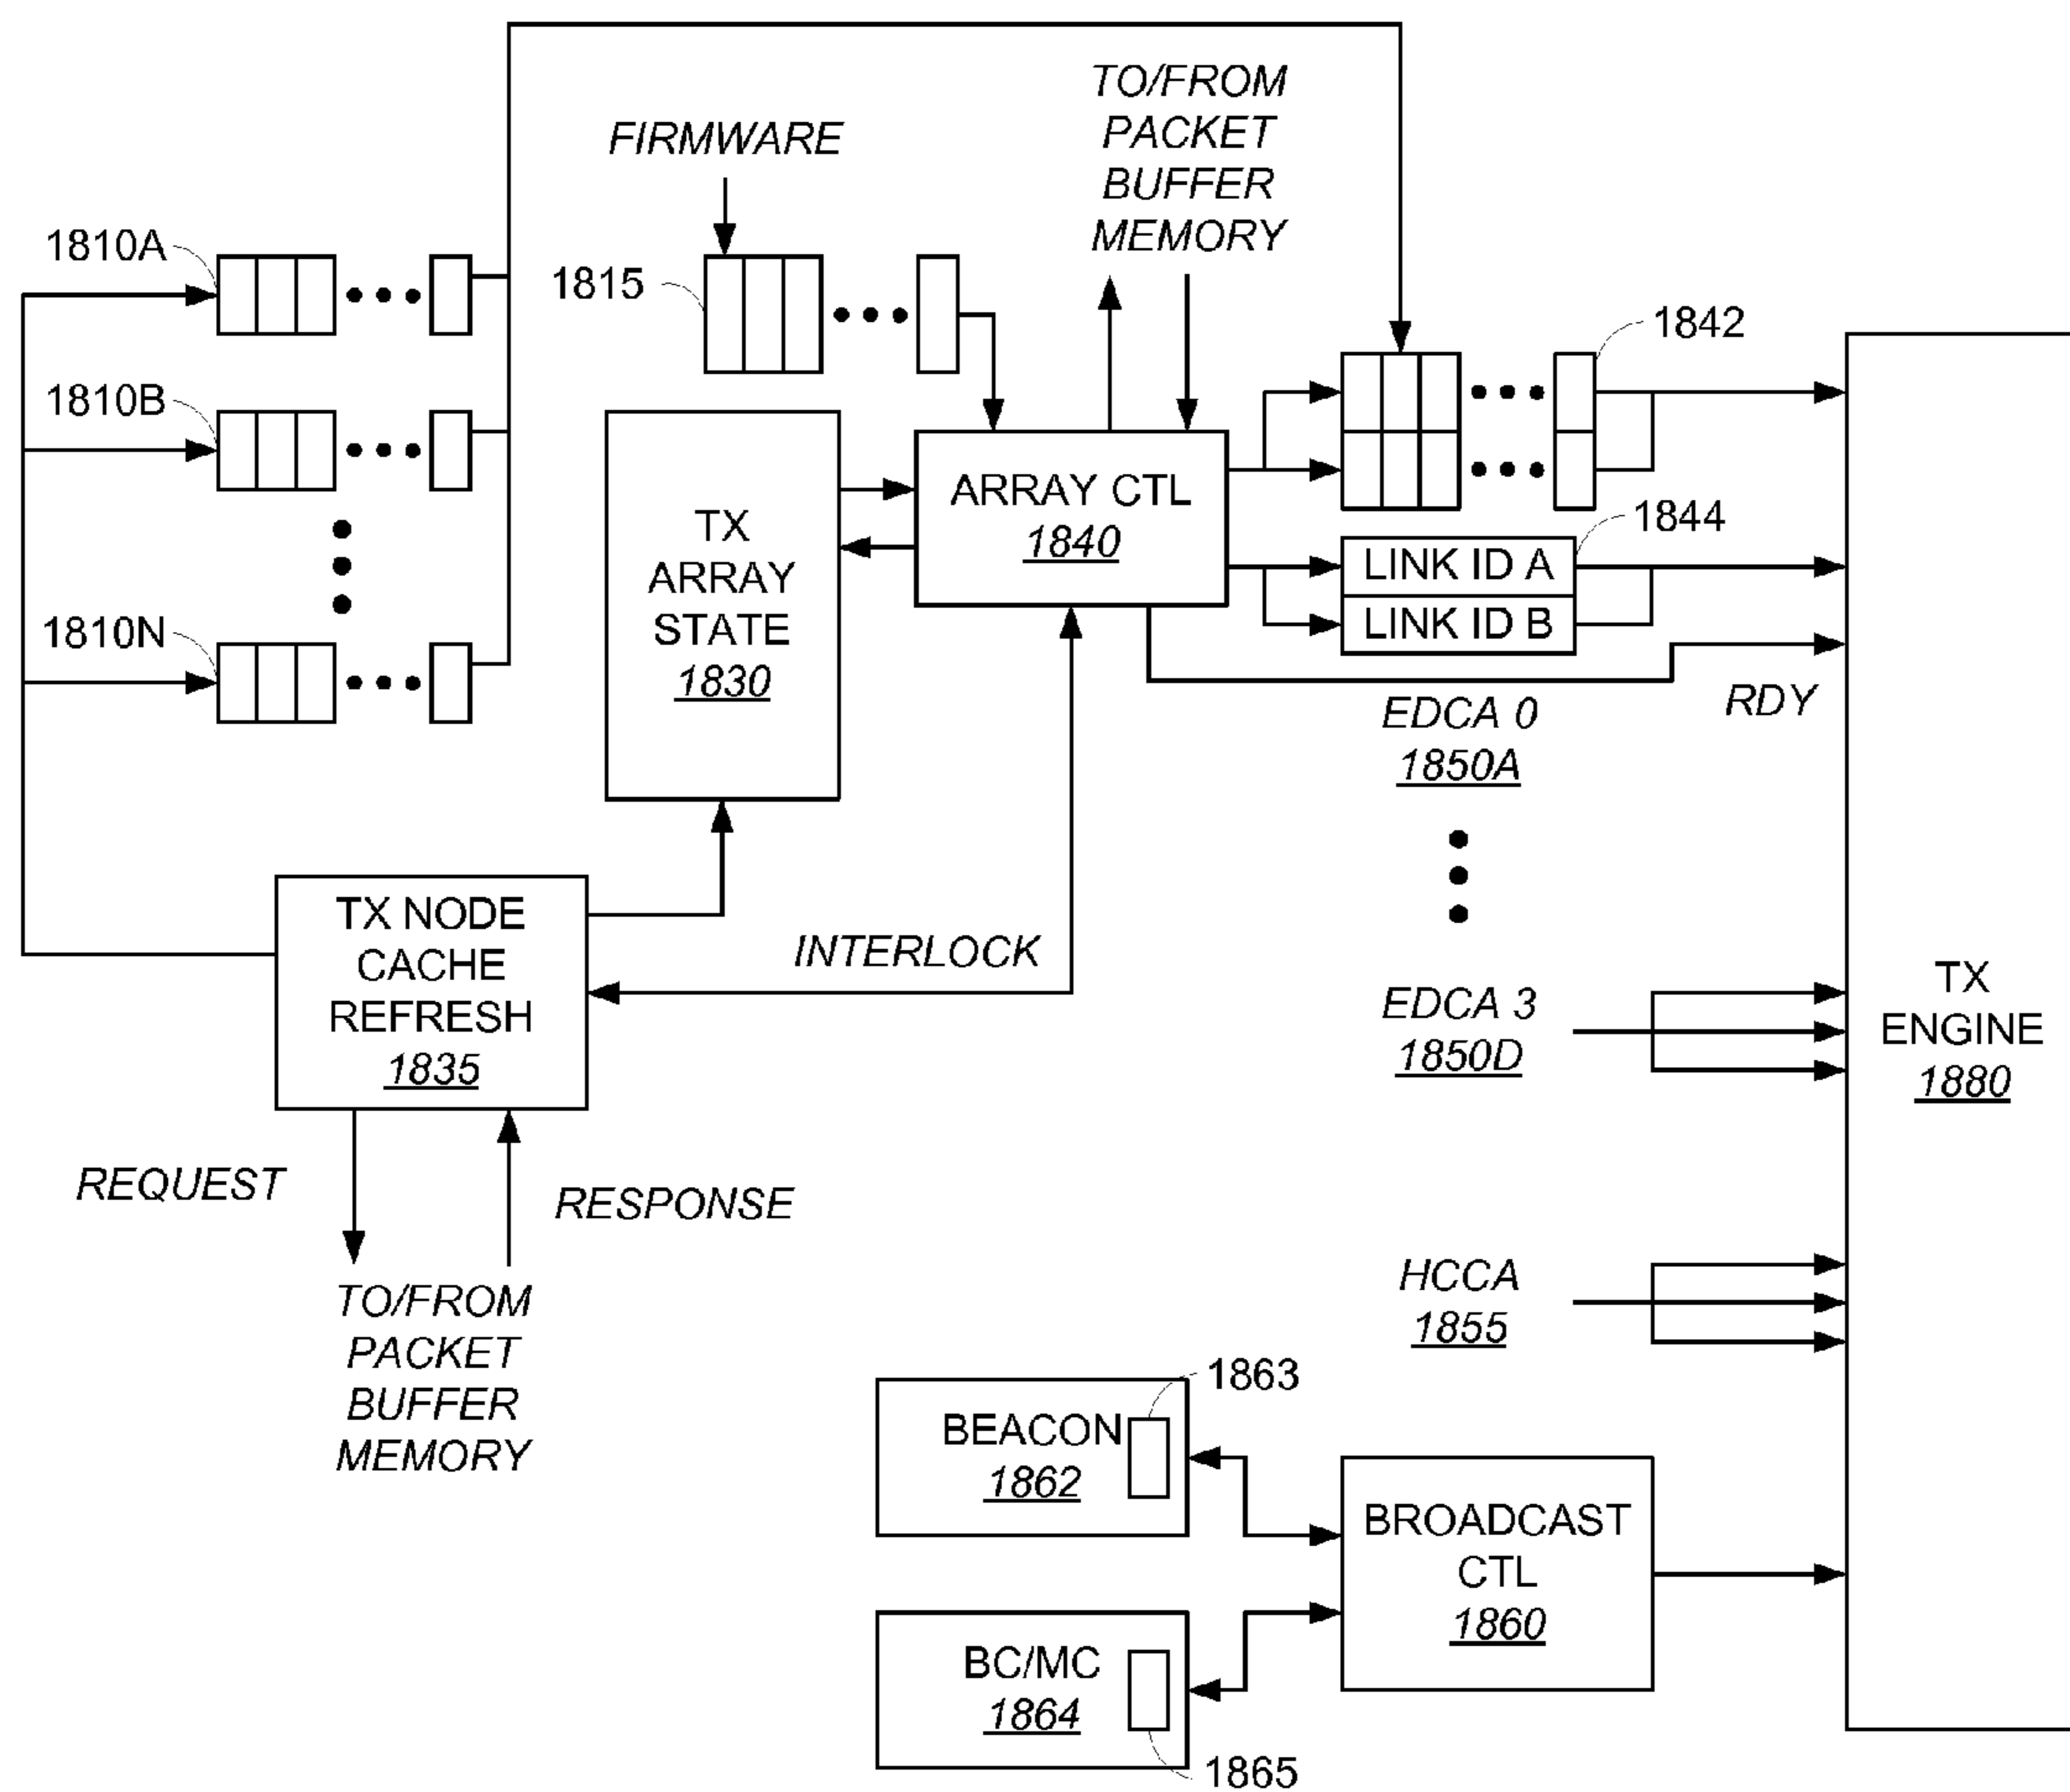 TO/FROM
PACKET
BUFFER
MEMORY
FIRMWARE
1810A
1815
1842
1810B
ARRAY CTL
1840
1844
LINK ID A
LINK ID B
TX
ARRAY
STATE
1830
1810N
RDY
EDCA 0
1850A
TX NODE
CACHE
REFRESH
1835
INTERLOCK
EDCA 3
1850D
TX
ENGINE
1880
REQUEST
RESPONSE
TO/FROM
PACKET
BUFFER
MEMORY
HCCA
1855
1863
BEACON
1862
BROADCAST
CTL
1860
BC/MC
1864
1865